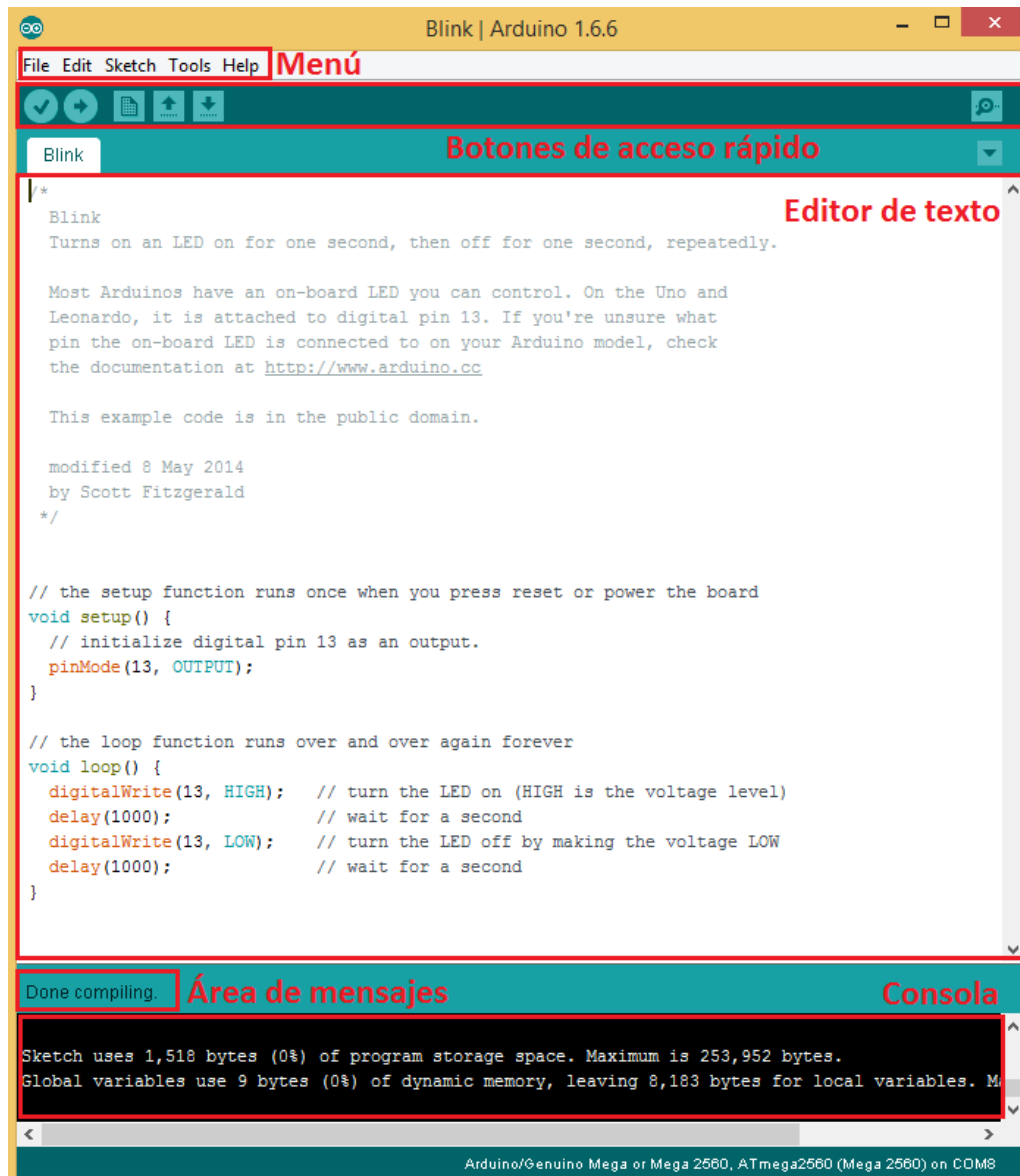 Blink | Arduino 1.6.6
File Edit Sketch Tools Help
Menú
Blink
Botones de acceso rápido
Editor de texto
/*
  Blink
  Turns on an LED on for one second, then off for one second, repeatedly.

  Most Arduinos have an on-board LED you can control. On the Uno and
  Leonardo, it is attached to digital pin 13. If you're unsure what
  pin the on-board LED is connected to on your Arduino model, check
  the documentation at http://www.arduino.cc

  This example code is in the public domain.

  modified 8 May 2014
  by Scott Fitzgerald
 */

// the setup function runs once when you press reset or power the board
void setup() {
  // initialize digital pin 13 as an output.
  pinMode(13, OUTPUT);
}

// the loop function runs over and over again forever
void loop() {
  digitalWrite(13, HIGH);   // turn the LED on (HIGH is the voltage level)
  delay(1000);              // wait for a second
  digitalWrite(13, LOW);    // turn the LED off by making the voltage LOW
  delay(1000);              // wait for a second
}
Done compiling.
Área de mensajes
Consola
Sketch uses 1,518 bytes (0%) of program storage space. Maximum is 253,952 bytes.
Global variables use 9 bytes (0%) of dynamic memory, leaving 8,183 bytes for local variables.
Arduino/Genuino Mega or Mega 2560, ATmega2560 (Mega 2560) on COM8